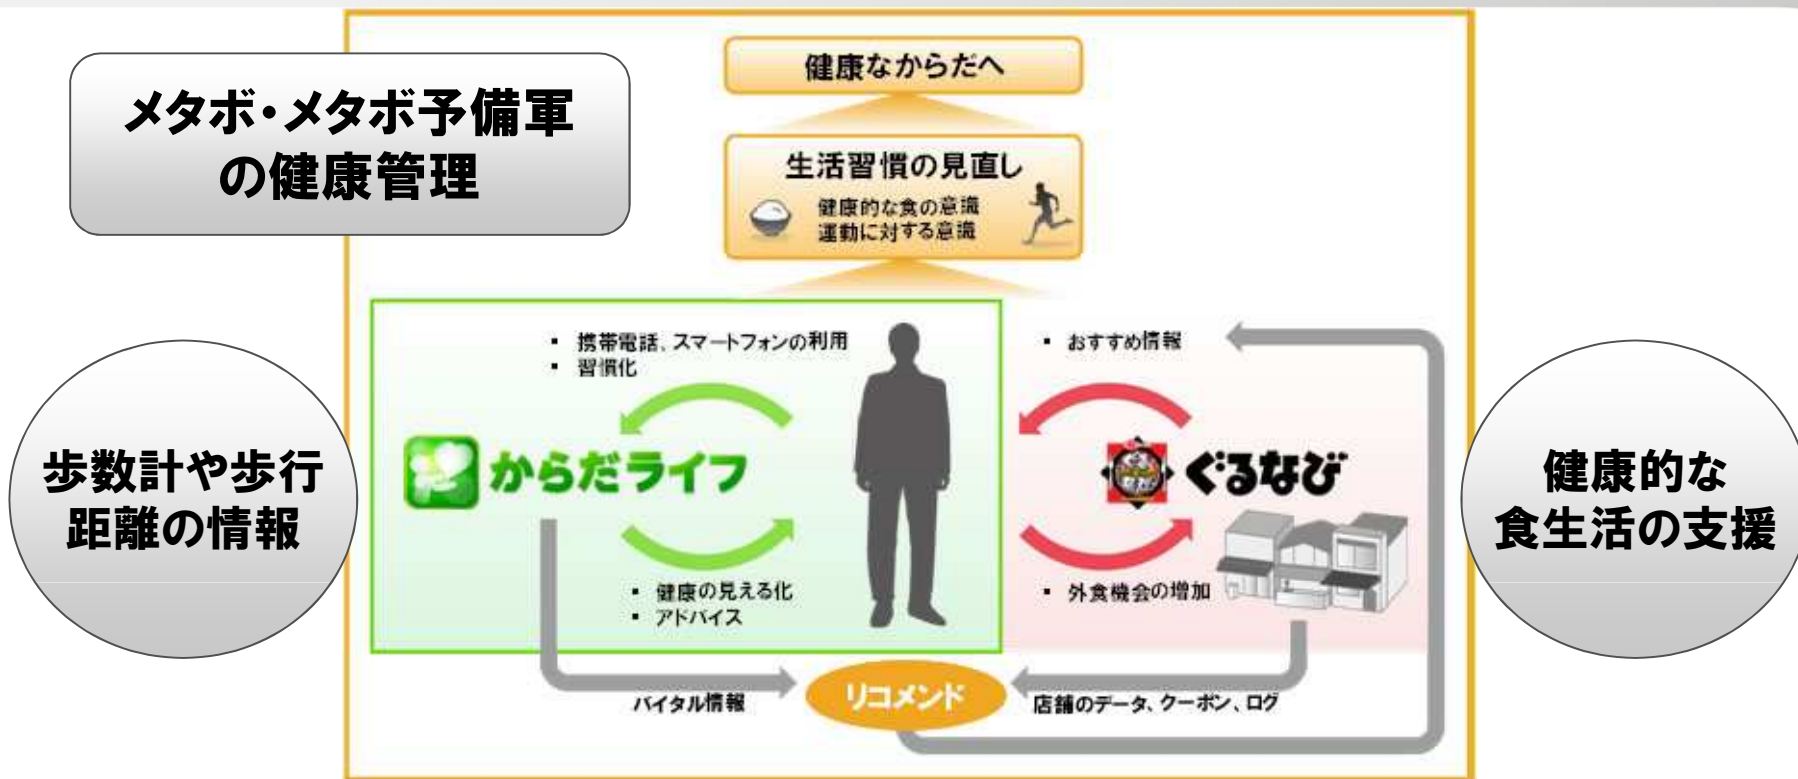 メタボ・メタボ予備軍
の健康管理
健康なからだへ
生活習慣の見直し
健康的な食の意識
運動に対する意識
▪ 携帯電話、スマートフォンの利用
▪ 習慣化
▪ おすすめ情報
歩数計や歩行
距離の情報
からだライフ
ぐるなび
健康的な
食生活の支援
▪ 健康の見える化
▪ アドバイス
▪ 外食機会の増加
バイタル情報
リコメンド
店舗のデータ、クーポン、ログ